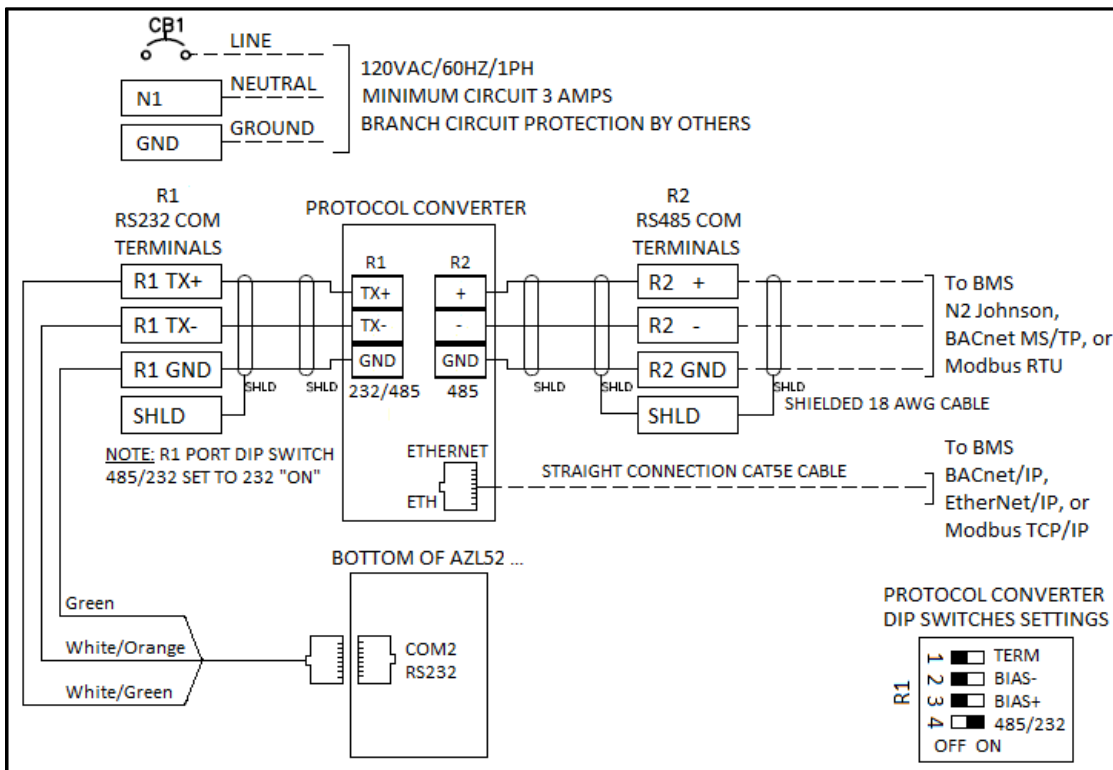 CB1
LINE
NEUTRAL
N1
GROUND
GND
120VAC/60HZ/1PH
MINIMUM CIRCUIT 3 AMPS
BRANCH CIRCUIT PROTECTION BY OTHERS
R1
RS232 COM
TERMINALS
R1 TX+
R1 TX-
R1 GND
SHLD
SHLD
SHLD
NOTE: R1 PORT DIP SWITCH
485/232 SET TO 232 "ON"
PROTOCOL CONVERTER
R1
R2
TX+
+
TX-
-
GND
GND
232/485
485
ETHERNET
ETH
R2
RS485 COM
TERMINALS
R2 +
R2 -
R2 GND
SHLD
SHLD
SHLD
SHLD
SHIELDED 18 AWG CABLE
To BMS
N2 Johnson,
BACnet MS/TP, or
Modbus RTU
STRAIGHT CONNECTION CAT5E CABLE
To BMS
BACnet/IP,
EtherNet/IP, or
Modbus TCP/IP
BOTTOM OF AZL52 ...
COM2
RS232
Green
White/Orange
White/Green
PROTOCOL CONVERTER
DIP SWITCHES SETTINGS
R1
1 TERM
2 BIAS-
3 BIAS+
4 485/232
OFF ON